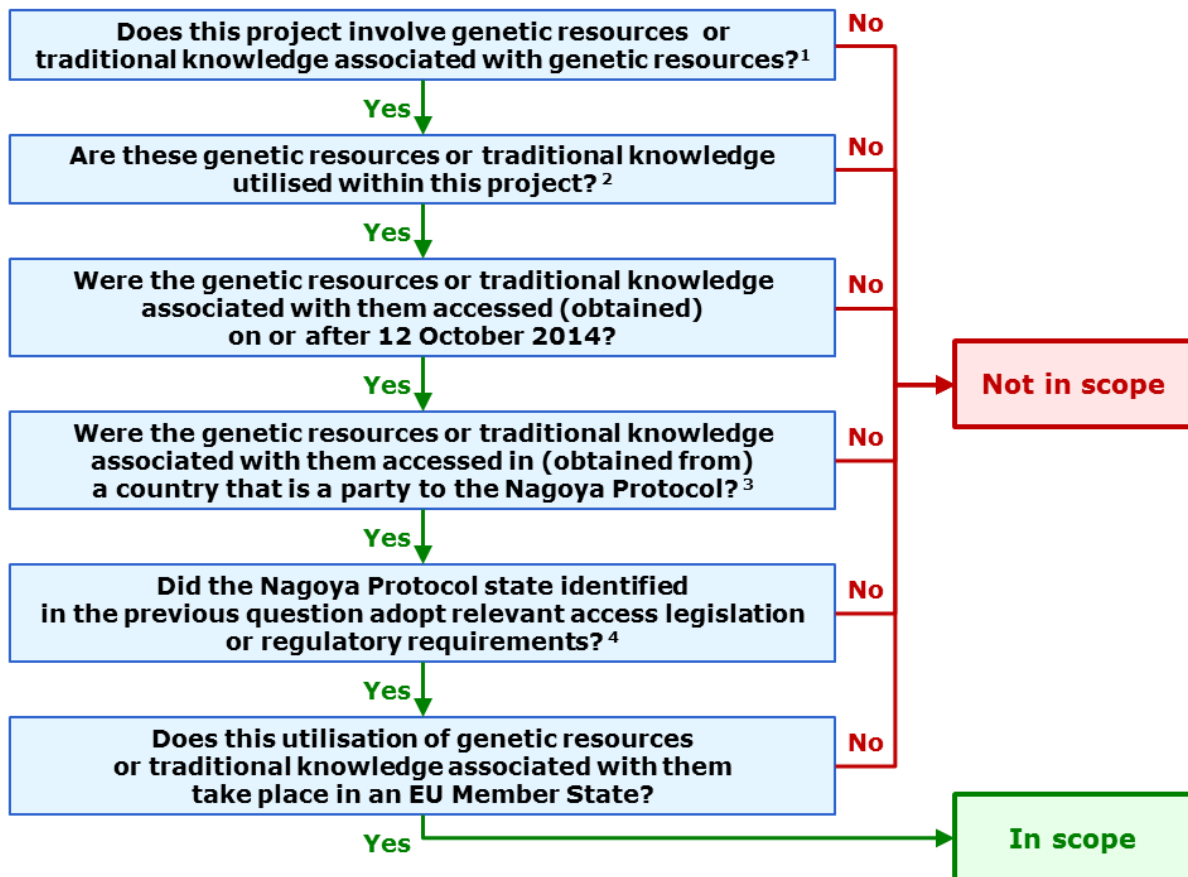 Does this project involve genetic resources or
traditional knowledge associated with genetic resources?¹
No
Yes
Are these genetic resources or traditional knowledge
utilised within this project? ²
No
Yes
Were the genetic resources or traditional knowledge
associated with them accessed (obtained)
on or after 12 October 2014?
No
Yes
Not in scope
Were the genetic resources or traditional knowledge
associated with them accessed in (obtained from)
a country that is a party to the Nagoya Protocol? ³
No
Yes
Did the Nagoya Protocol state identified
in the previous question adopt relevant access legislation
or regulatory requirements? ⁴
No
Yes
Does this utilisation of genetic resources
or traditional knowledge associated with them
take place in an EU Member State?
No
Yes
In scope